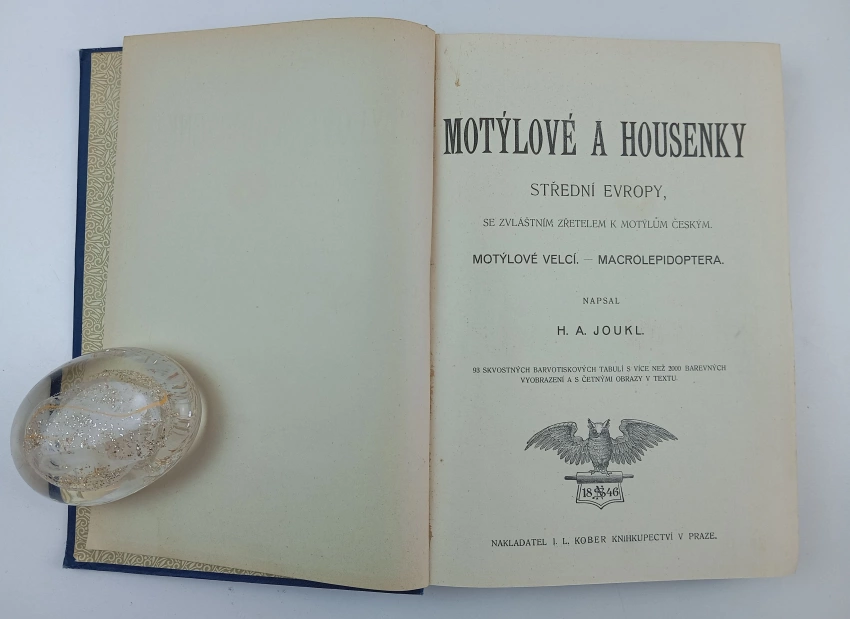 MOTÝLOVÉ A HOUSENKY
STŘEDNÍ EVROPY,
SE ZVLÁŠTNÍM ZŘETELEM K MOTÝLŮM ČESKÝM.
MOTÝLOVÉ VELCÍ. — MACROLEPIDOPTERA.
NAPSAL
H. A. JOUKL.
93 SKVOSTNÝCH BARVOTISKOVÝCH TABULÍ S VÍCE NEŽ 2000 BAREVNÝCH
VYOBRAZENÍ A S ČETNÝMI OBRAZY V TEXTU
18 46
NAKLADATEL I. L. KOBER KNIHKUPECTVÍ V PRAZE.